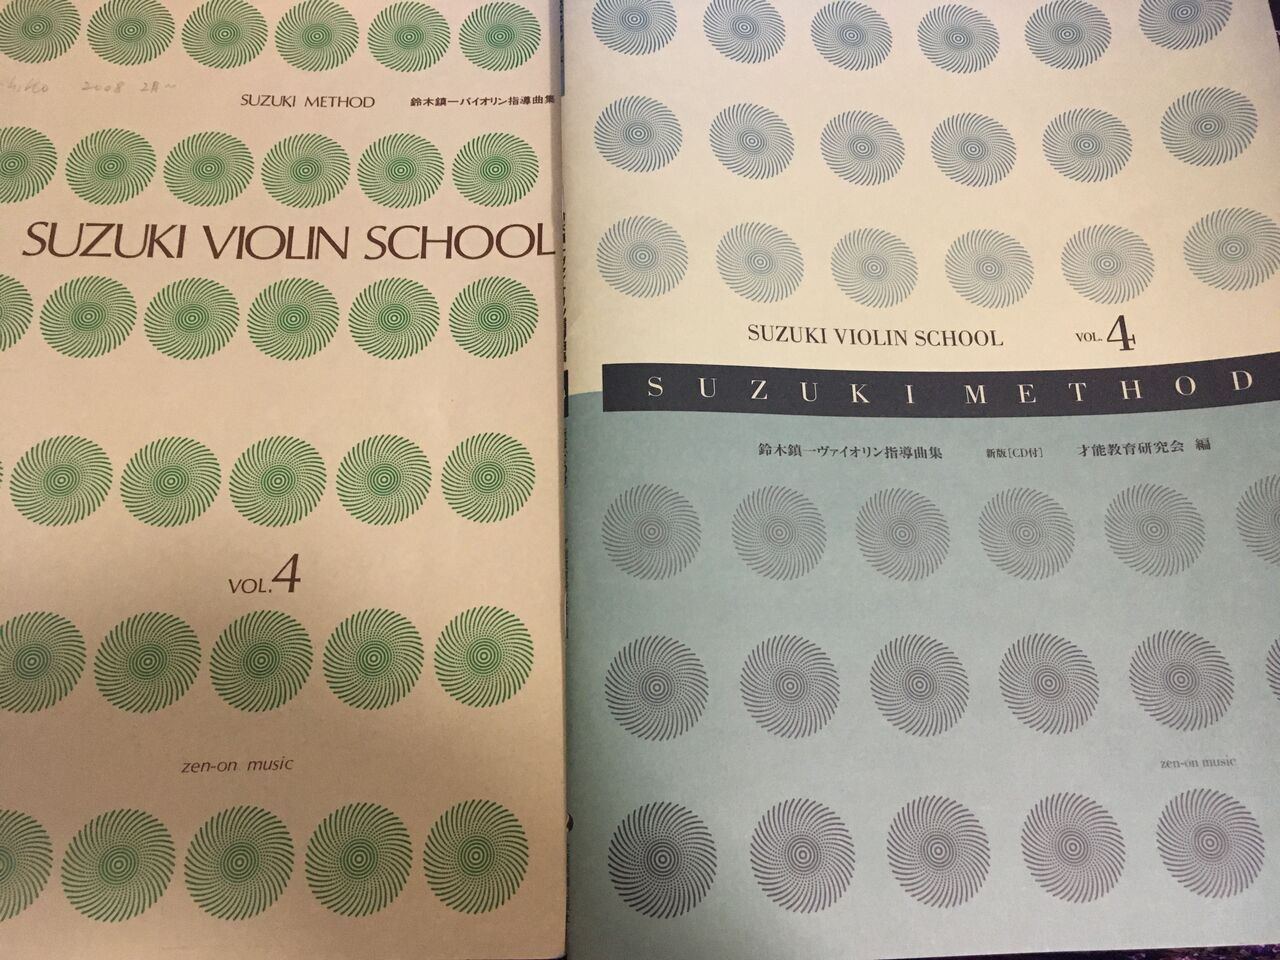 2008 2月~
SUZUKI METHOD 鈴木鎮一バイオリン指導曲集
SUZUKI VIOLIN SCHOOL
VOL.4
zen-on music
SUZUKI VIOLIN SCHOOL VOL. 4
SUZUKI METHOD
鈴木鎮一ヴァイオリン指導曲集 新版[CD付] 才能教育研究会 編
zen-on music